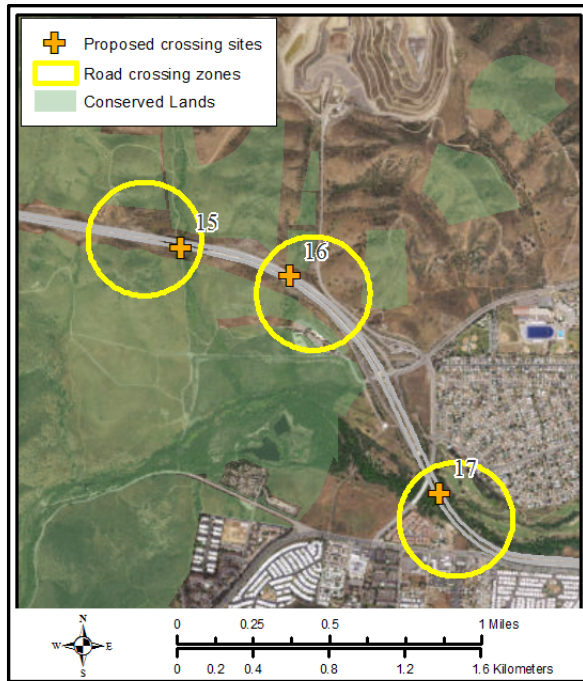 Proposed crossing sites
Road crossing zones
Conserved Lands
15
16
17
N
W E
S
0 0.25 0.5 1 Miles
0 0.2 0.4 0.8 1.2 1.6 Kilometers